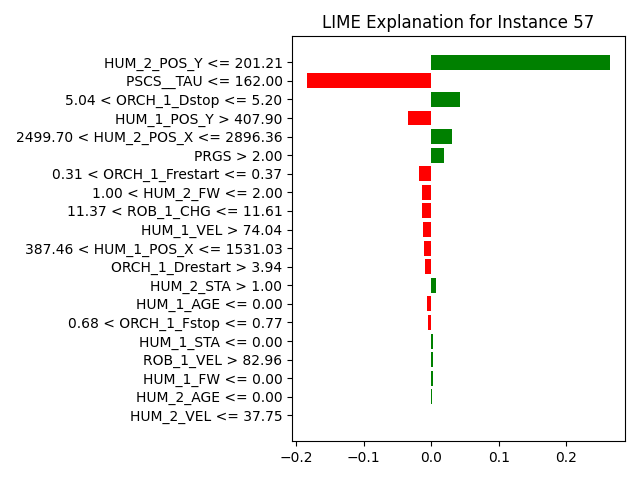 LIME Explanation for Instance 57
HUM_2_POS_Y <= 201.21
PSCS__TAU <= 162.00
5.04 < ORCH_1_Dstop <= 5.20
HUM_1_POS_Y > 407.90
2499.70 < HUM_2_POS_X <= 2896.36
PRGS > 2.00
0.31 < ORCH_1_Frestart <= 0.37
1.00 < HUM_2_FW <= 2.00
11.37 < ROB_1_CHG <= 11.61
HUM_1_VEL > 74.04
387.46 < HUM_1_POS_X <= 1531.03
ORCH_1_Drestart > 3.94
HUM_2_STA > 1.00
HUM_1_AGE <= 0.00
0.68 < ORCH_1_Fstop <= 0.77
HUM_1_STA <= 0.00
ROB_1_VEL > 82.96
HUM_1_FW <= 0.00
HUM_2_AGE <= 0.00
HUM_2_VEL <= 37.75
−0.2 −0.1 0.0 0.1 0.2